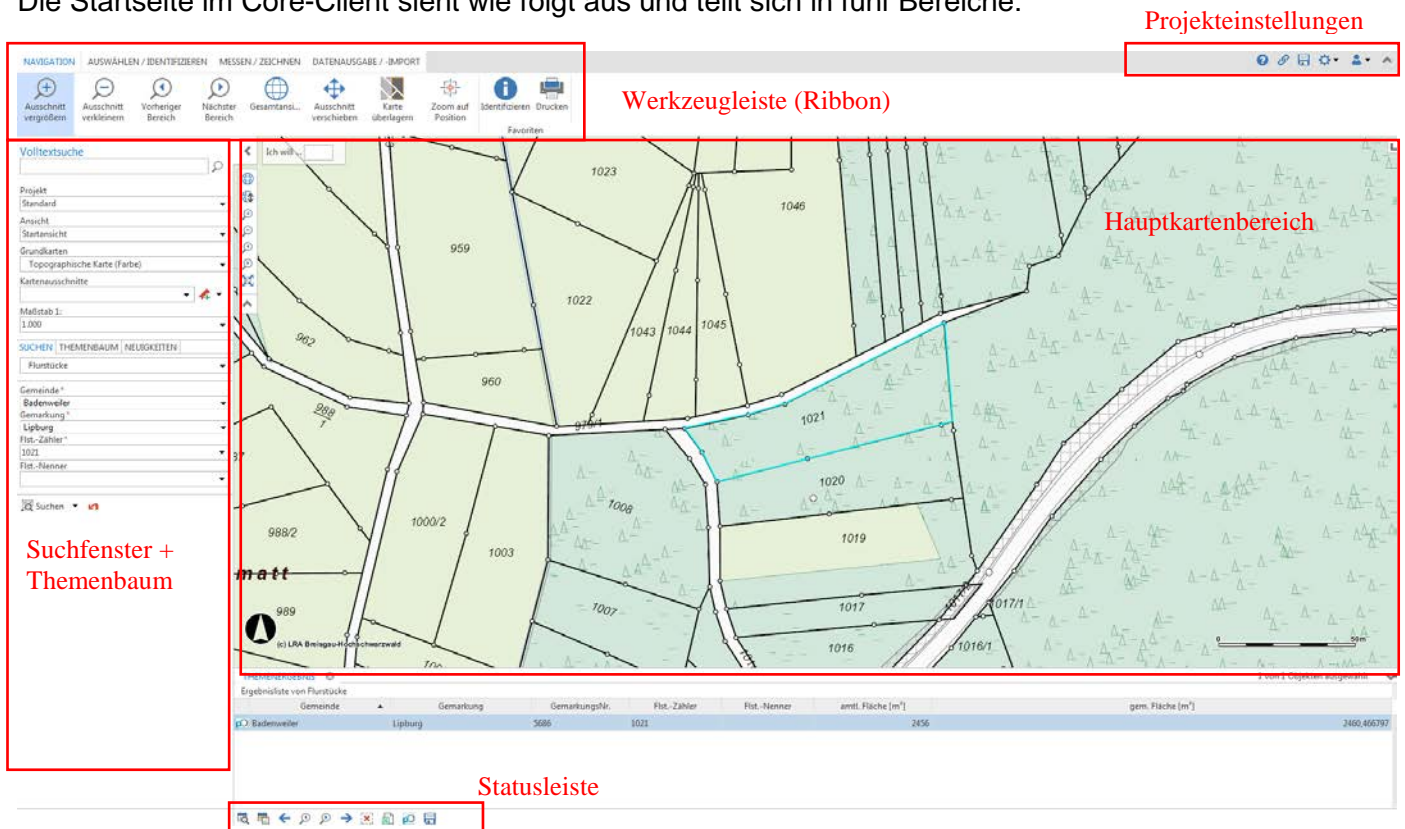 Die Startseite im Core-Client sieht wie folgt aus und teilt sich in fünf Bereiche:
Projekteinstellungen
NAVIGATION AUSWÄHLEN / IDENTIFIZIEREN MESSEN / ZEICHNEN DATENAUSGABE / -IMPORT
Ausschnitt vergrößern
Ausschnitt verkleinern
Vorheriger Bereich
Nächster Bereich
Gesamtansi...
Ausschnitt verschieben
Karte überlagern
Zoom auf Position
Identifizieren
Drucken
Favoriten
Werkzeugleiste (Ribbon)
Volltextsuche
Projekt
Standard
Ansicht
Startansicht
Grundkarten
Topographische Karte (Farbe)
Kartenausschnitte
Maßstab 1:
1.000
SUCHEN THEMENBAUM NEUIGKEITEN
Flurstücke
Gemeinde *
Badenweiler
Gemarkung *
Lipburg
Flst.-Zähler *
1021
Flst.-Nenner
Suchen
Suchfenster +
Themenbaum
Ich will ...
Hauptkartenbereich
1023
1046
959
1022
1043 1044 1045
962
960
988
1
979/1
1021
1020
1008
1000/2
988/2
1003
1019
matt
989
1007
1017
1017/1
1016
1016/1
(c) LRA Breisgau-Hochschwarzwald
0 50m
THEMENERGEBNIS
1 von 1 Objekten ausgewählt
Ergebnisliste von Flurstücke
Gemeinde Gemarkung GemarkungsNr. Flst.-Zähler Flst.-Nenner amtl. Fläche [m²] gem. Fläche [m²]
Badenweiler Lipburg 5686 1021 2456 2460,466797
Statusleiste